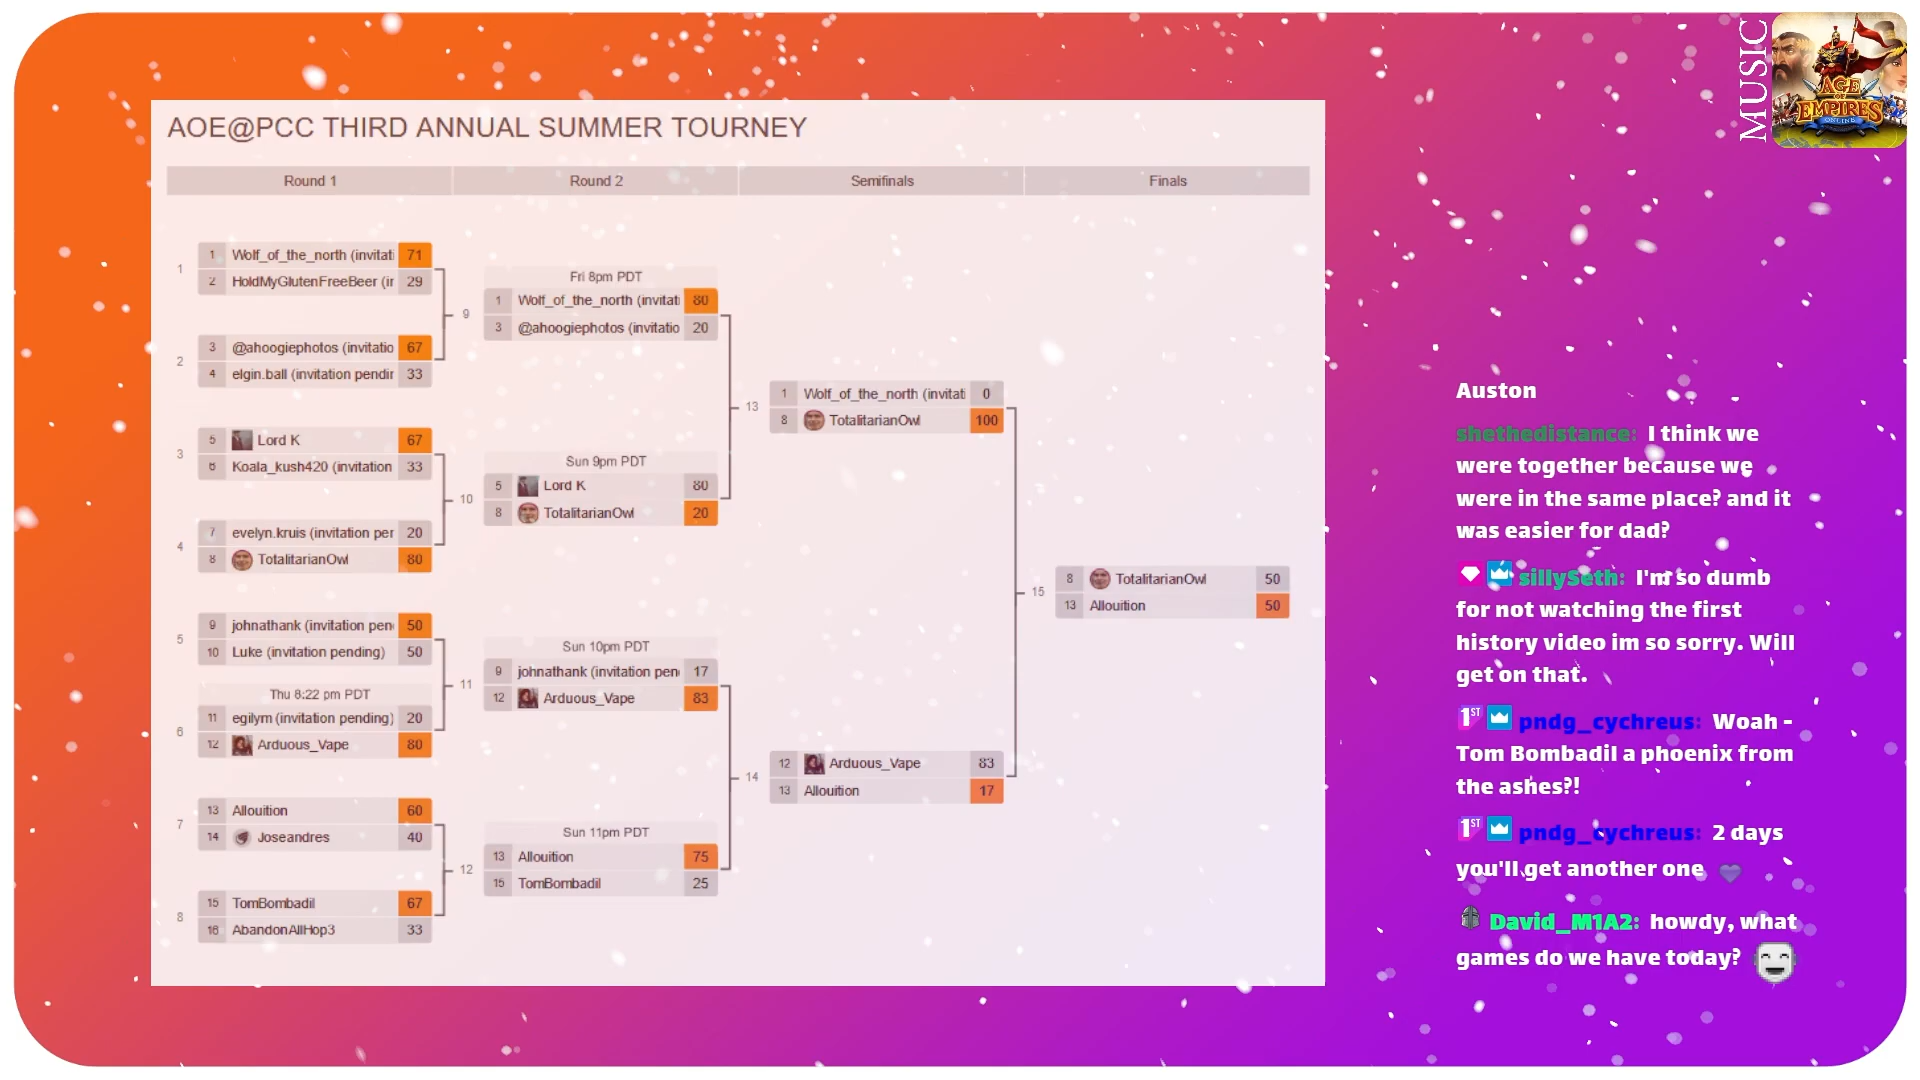 MUSIC
AGE OF EMPIRES ONLINE
AOE@PCC THIRD ANNUAL SUMMER TOURNEY
Round 1
Round 2
Semifinals
Finals
1
1 Wolf_of_the_north (invitati 71
2 HoldMyGlutenFreeBeer (ir 29
2
3 @ahoogiephotos (invitatio 67
4 elgin.ball (invitation pendir 33
3
5 Lord K 67
6 Koala_kush420 (invitation 33
4
7 evelyn.kruis (invitation per 20
8 TotalitarianOwl 80
5
9 johnathank (invitation pen 50
10 Luke (invitation pending) 50
Thu 8:22 pm PDT
6
11 egilym (invitation pending) 20
12 Arduous_Vape 80
7
13 Allouition 60
14 Joseandres 40
8
15 TomBombadil 67
16 AbandonAllHop3 33
Fri 8pm PDT
9
1 Wolf_of_the_north (invitati 80
3 @ahoogiephotos (invitatio 20
Sun 9pm PDT
10
5 Lord K 80
8 TotalitarianOwl 20
Sun 10pm PDT
11
9 johnathank (invitation pen 17
12 Arduous_Vape 83
Sun 11pm PDT
12
13 Allouition 75
15 TomBombadil 25
13
1 Wolf_of_the_north (invitati 0
8 TotalitarianOwl 100
14
12 Arduous_Vape 83
13 Allouition 17
15
8 TotalitarianOwl 50
13 Allouition 50
Auston
shethedistance: I think we
were together because we
were in the same place? and it
was easier for dad?
sillySeth: I'm so dumb
for not watching the first
history video im so sorry. Will
get on that.
1ST pndg_cychreus: Woah -
Tom Bombadil a phoenix from
the ashes?!
1ST pndg_cychreus: 2 days
you'll get another one
David_M1A2: howdy, what
games do we have today?